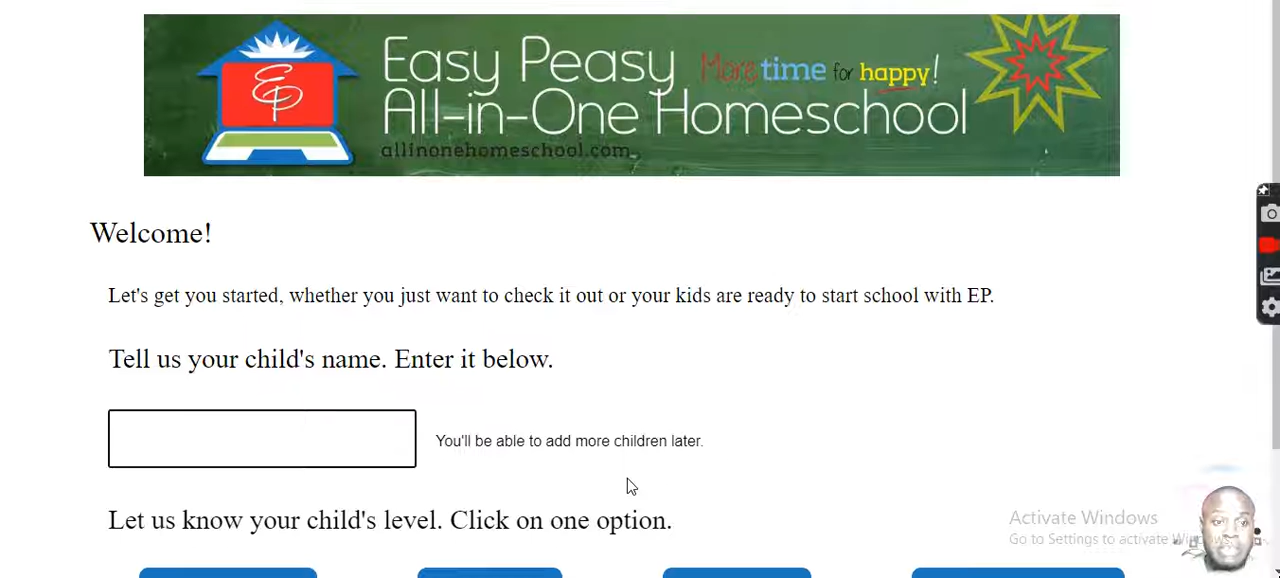 EP
Easy Peasy More time for happy!
All-in-One Homeschool
allinonehomeschool.com
Welcome!
Let's get you started, whether you just want to check it out or your kids are ready to start school with EP.
Tell us your child's name. Enter it below.
You'll be able to add more children later.
Let us know your child's level. Click on one option.
Activate Windows
Go to Settings to activate Windows.